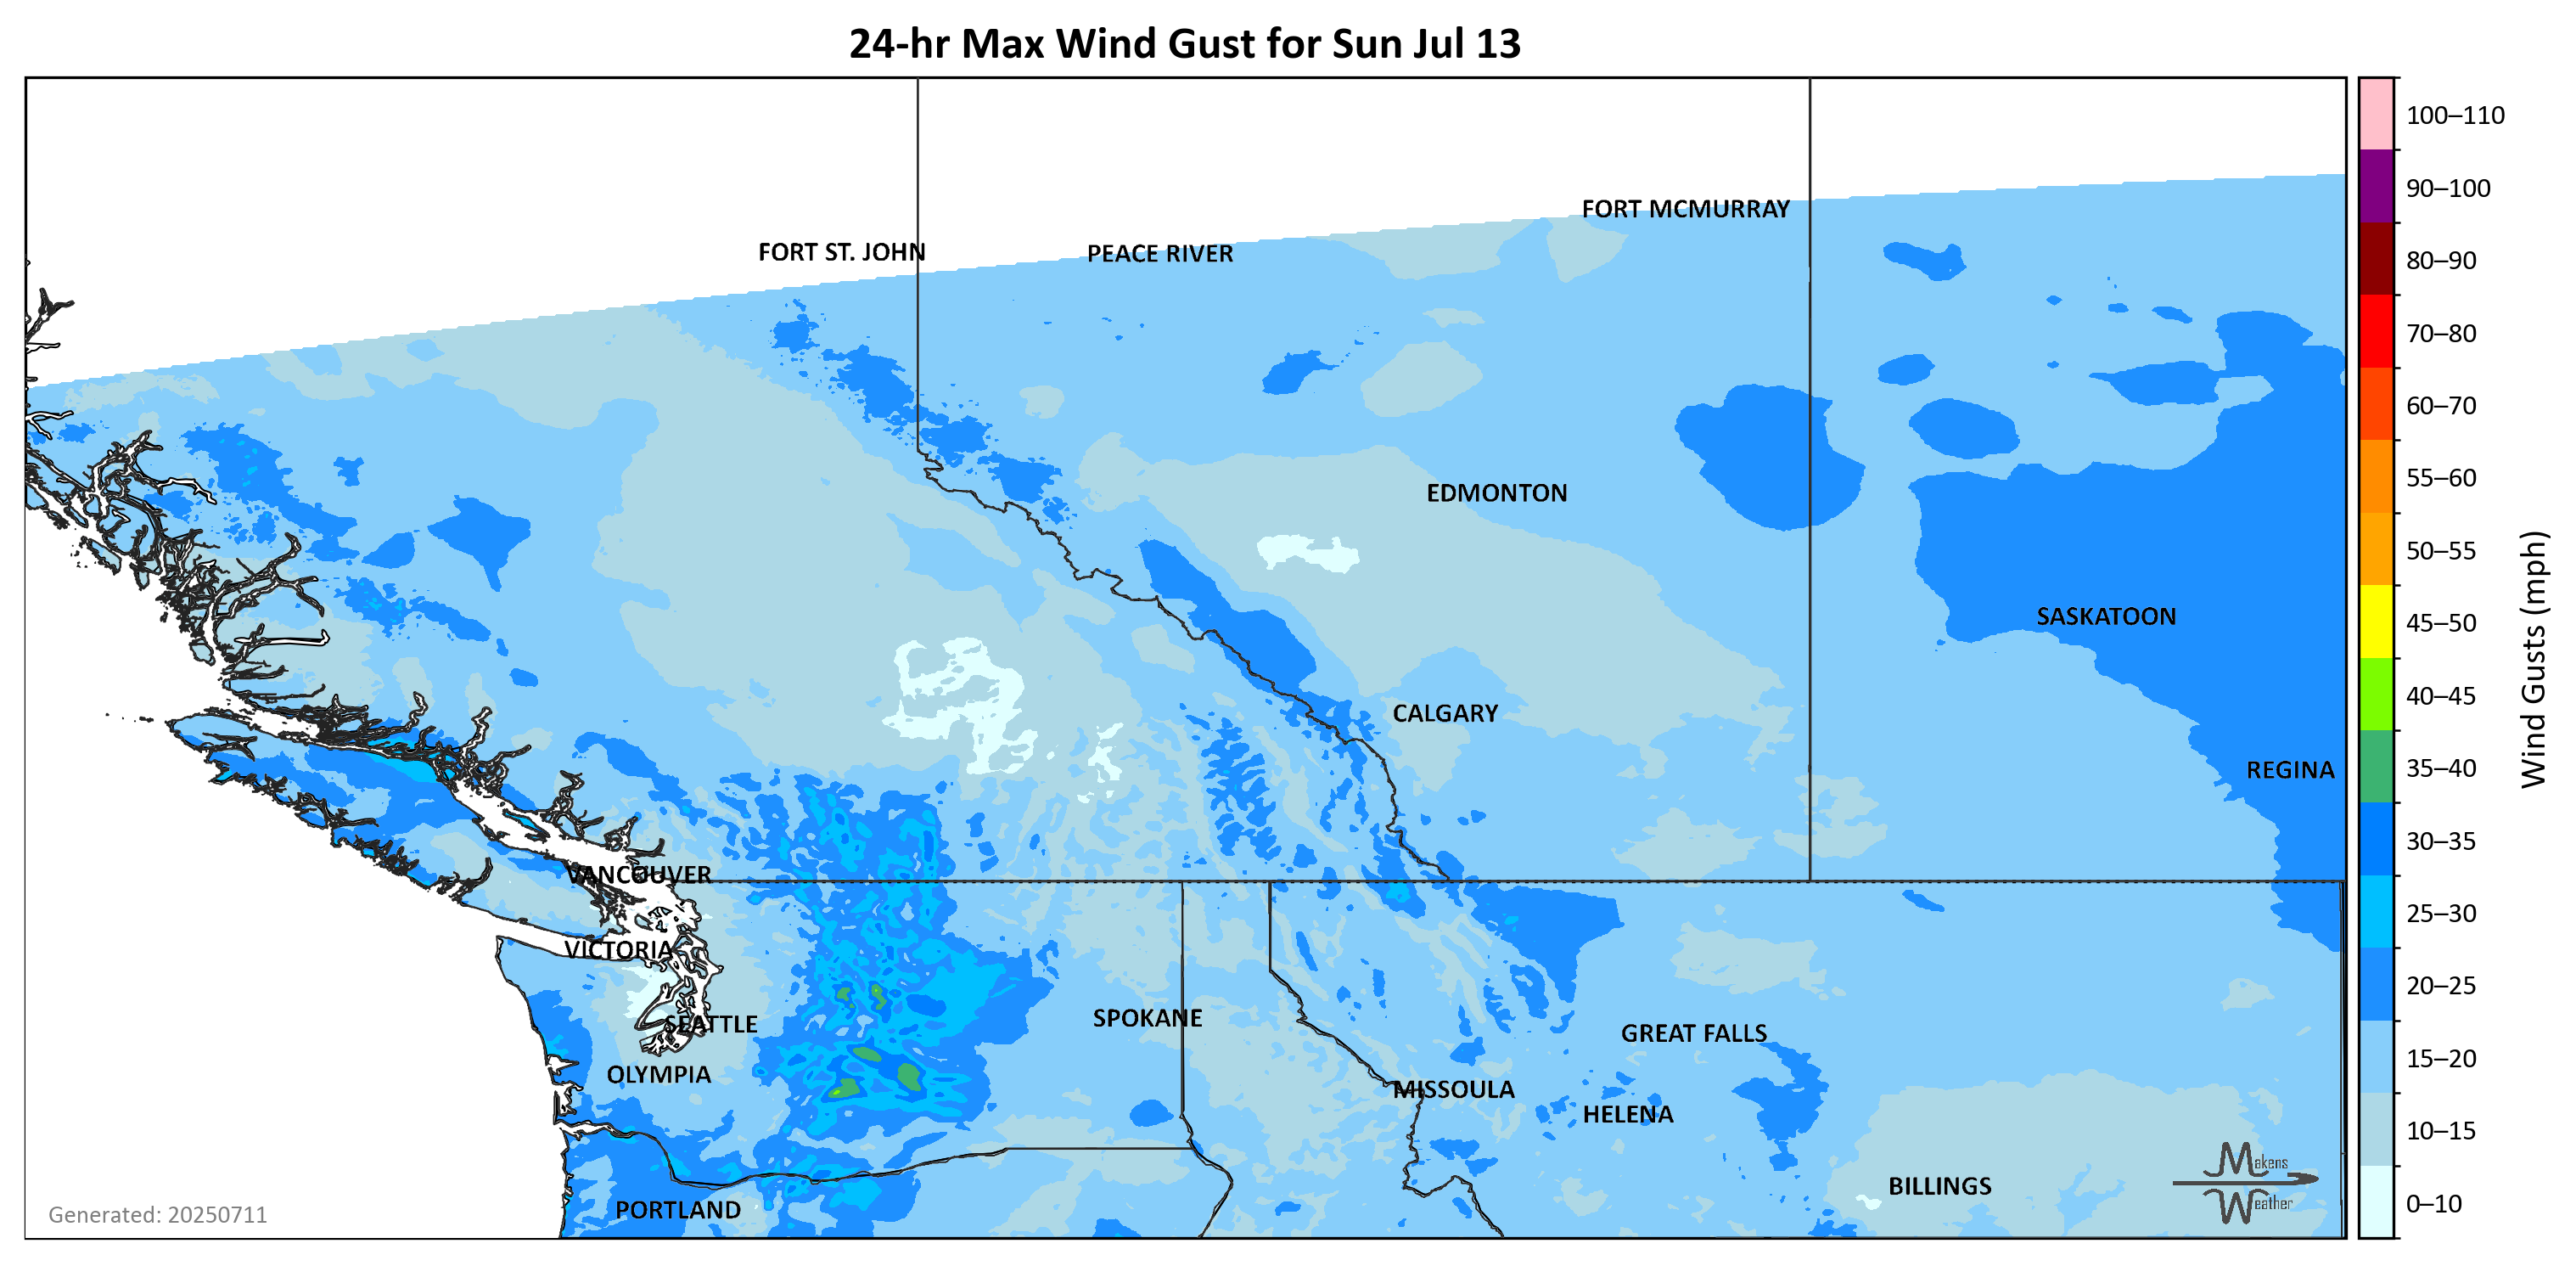 24-hr Max Wind Gust for Sun Jul 13
100–110
90–100
80–90
70–80
60–70
55–60
50–55
45–50
40–45
35–40
30–35
25–30
20–25
15–20
10–15
0–10
Wind Gusts (mph)
FORT MCMURRAY
FORT ST. JOHN
PEACE RIVER
EDMONTON
SASKATOON
CALGARY
REGINA
VANCOUVER
VICTORIA
SPOKANE
SEATTLE
GREAT FALLS
OLYMPIA
MISSOULA
HELENA
BILLINGS
PORTLAND
Makens
Weather
Generated: 20250711